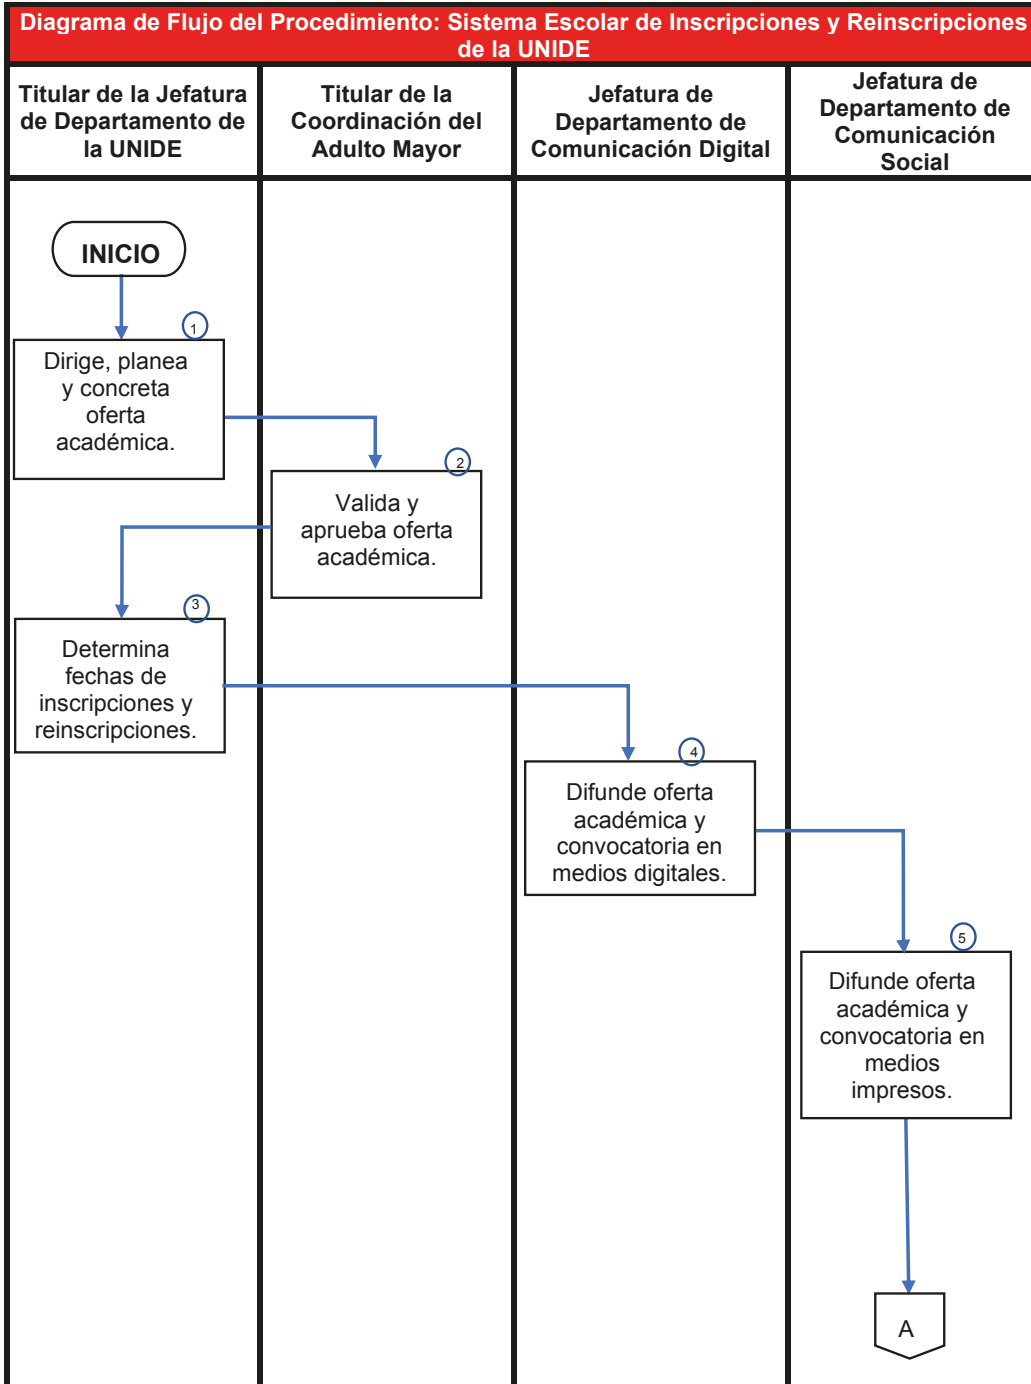 Diagrama de Flujo del Procedimiento: Sistema Escolar de Inscripciones y Reinscripciones
de la UNIDE
Titular de la Jefatura
de Departamento de
la UNIDE
Titular de la
Coordinación del
Adulto Mayor
Jefatura de
Departamento de
Comunicación Digital
Jefatura de
Departamento de
Comunicación
Social
INICIO
1
Dirige, planea
y concreta
oferta
académica.
2
Valida y
aprueba oferta
académica.
3
Determina
fechas de
inscripciones y
reinscripciones.
4
Difunde oferta
académica y
convocatoria en
medios digitales.
5
Difunde oferta
académica y
convocatoria en
medios
impresos.
A